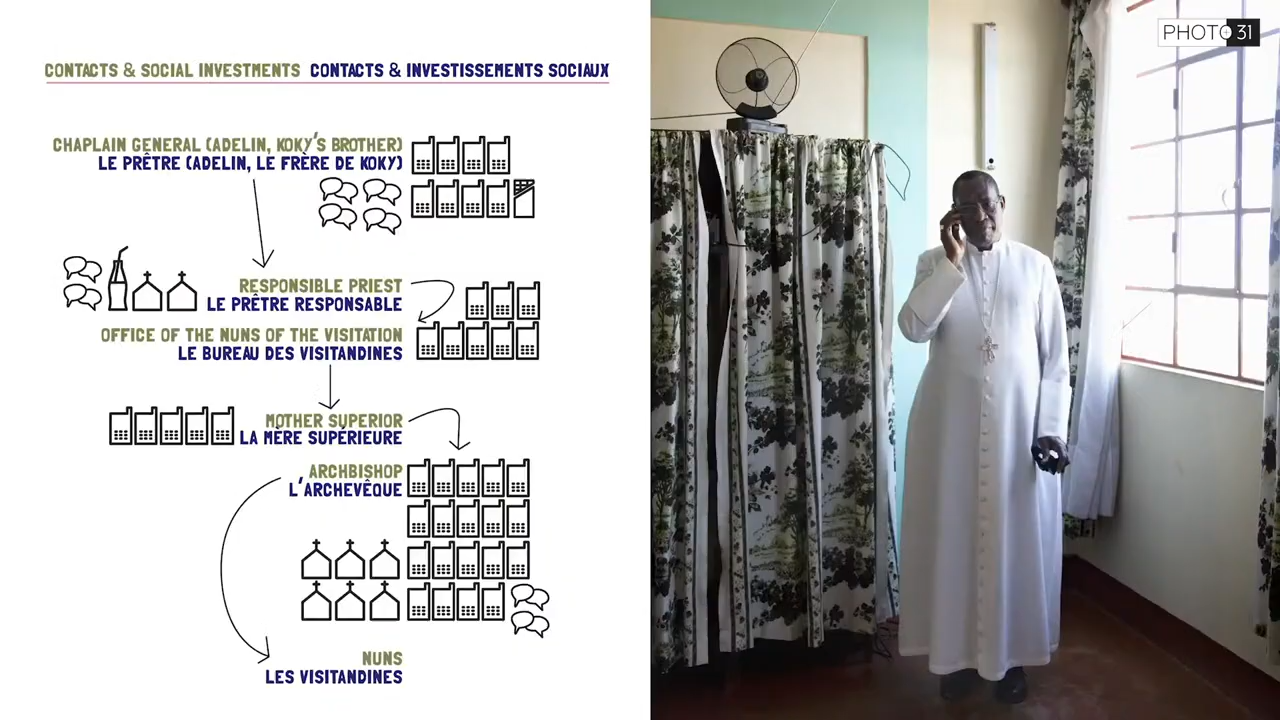 CONTACTS & SOCIAL INVESTMENTS CONTACTS & INVESTISSEMENTS SOCIAUX
PHOTO 31
CHAPLAIN GENERAL (ADELIN, KOKY'S BROTHER)
LE PRÊTRE (ADELIN, LE FRÈRE DE KOKY)
RESPONSIBLE PRIEST
LE PRÊTRE RESPONSABLE
OFFICE OF THE NUNS OF THE VISITATION
LE BUREAU DES VISITANDINES
MOTHER SUPERIOR
LA MÈRE SUPÉRIEURE
ARCHBISHOP
L'ARCHEVÊQUE
NUNS
LES VISITANDINES